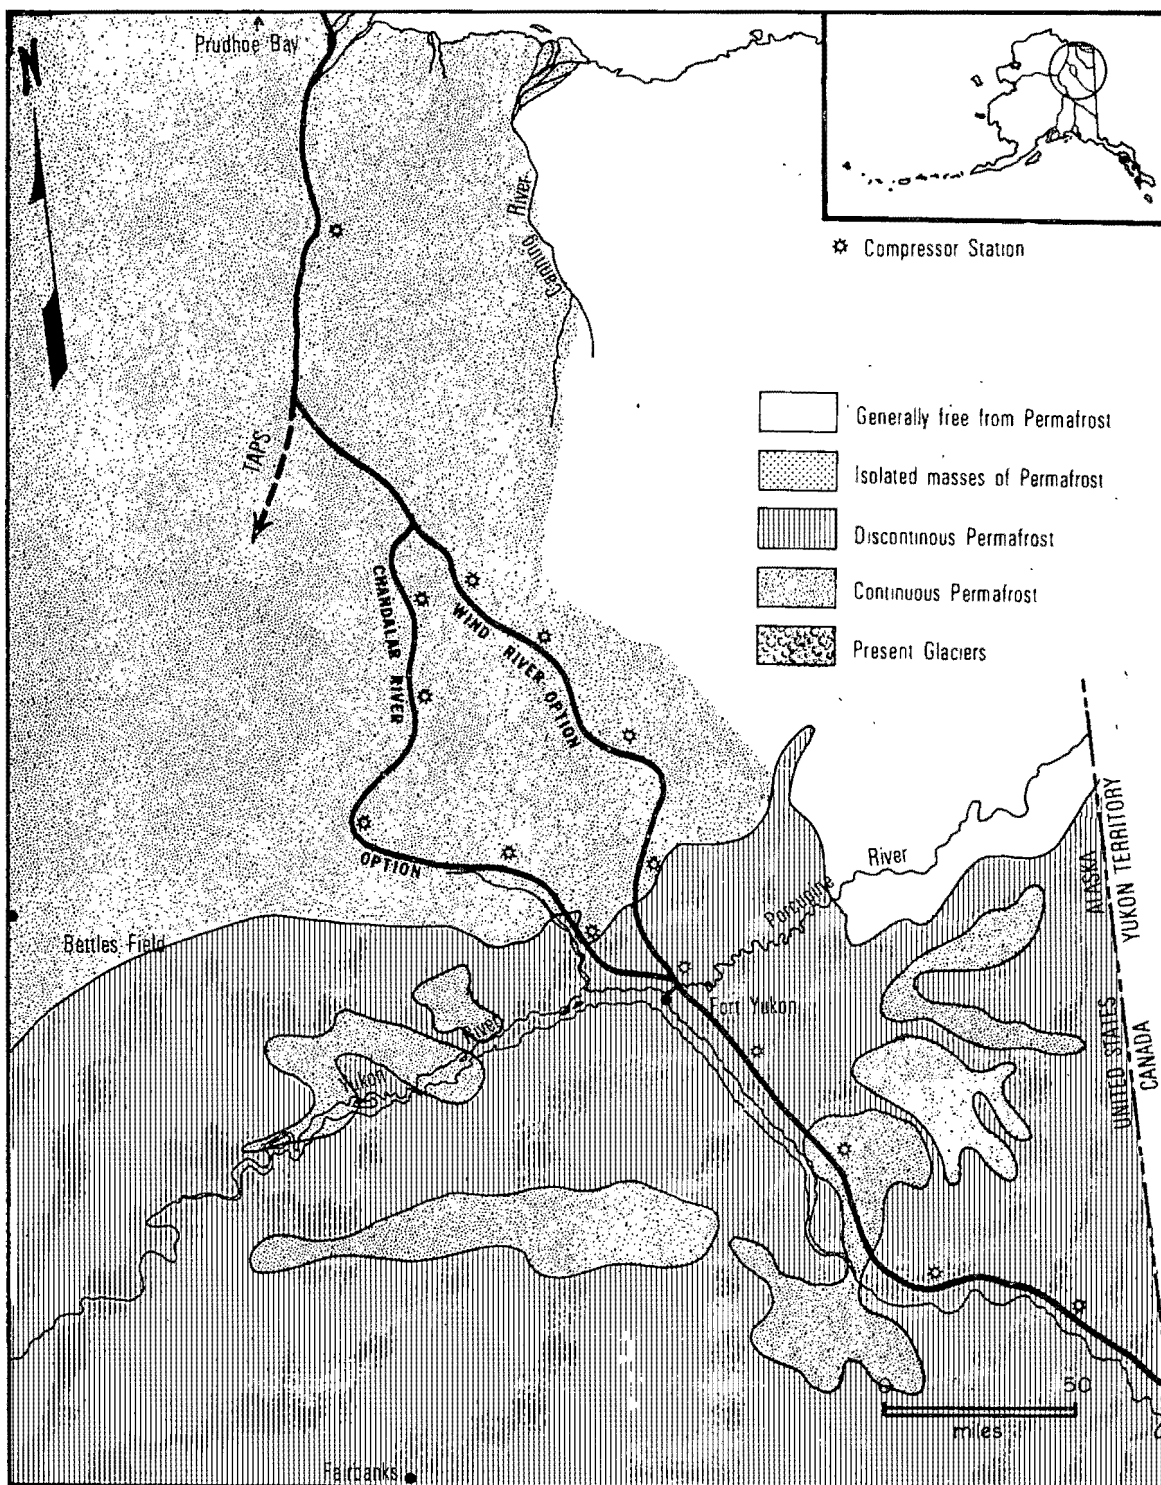 Prudhoe Bay
N
Canning River
Compressor Station
Generally free from Permafrost
Isolated masses of Permafrost
Discontinous Permafrost
Continuous Permafrost
Present Glaciers
TAPS
CHANDALAR RIVER
OPTION
WIND RIVER OPTION
Bettles Field
Porcupine River
Fort Yukon
Yukon River
ALASKA
YUKON TERRITORY
UNITED STATES
CANADA
0 50
miles
Fairbanks